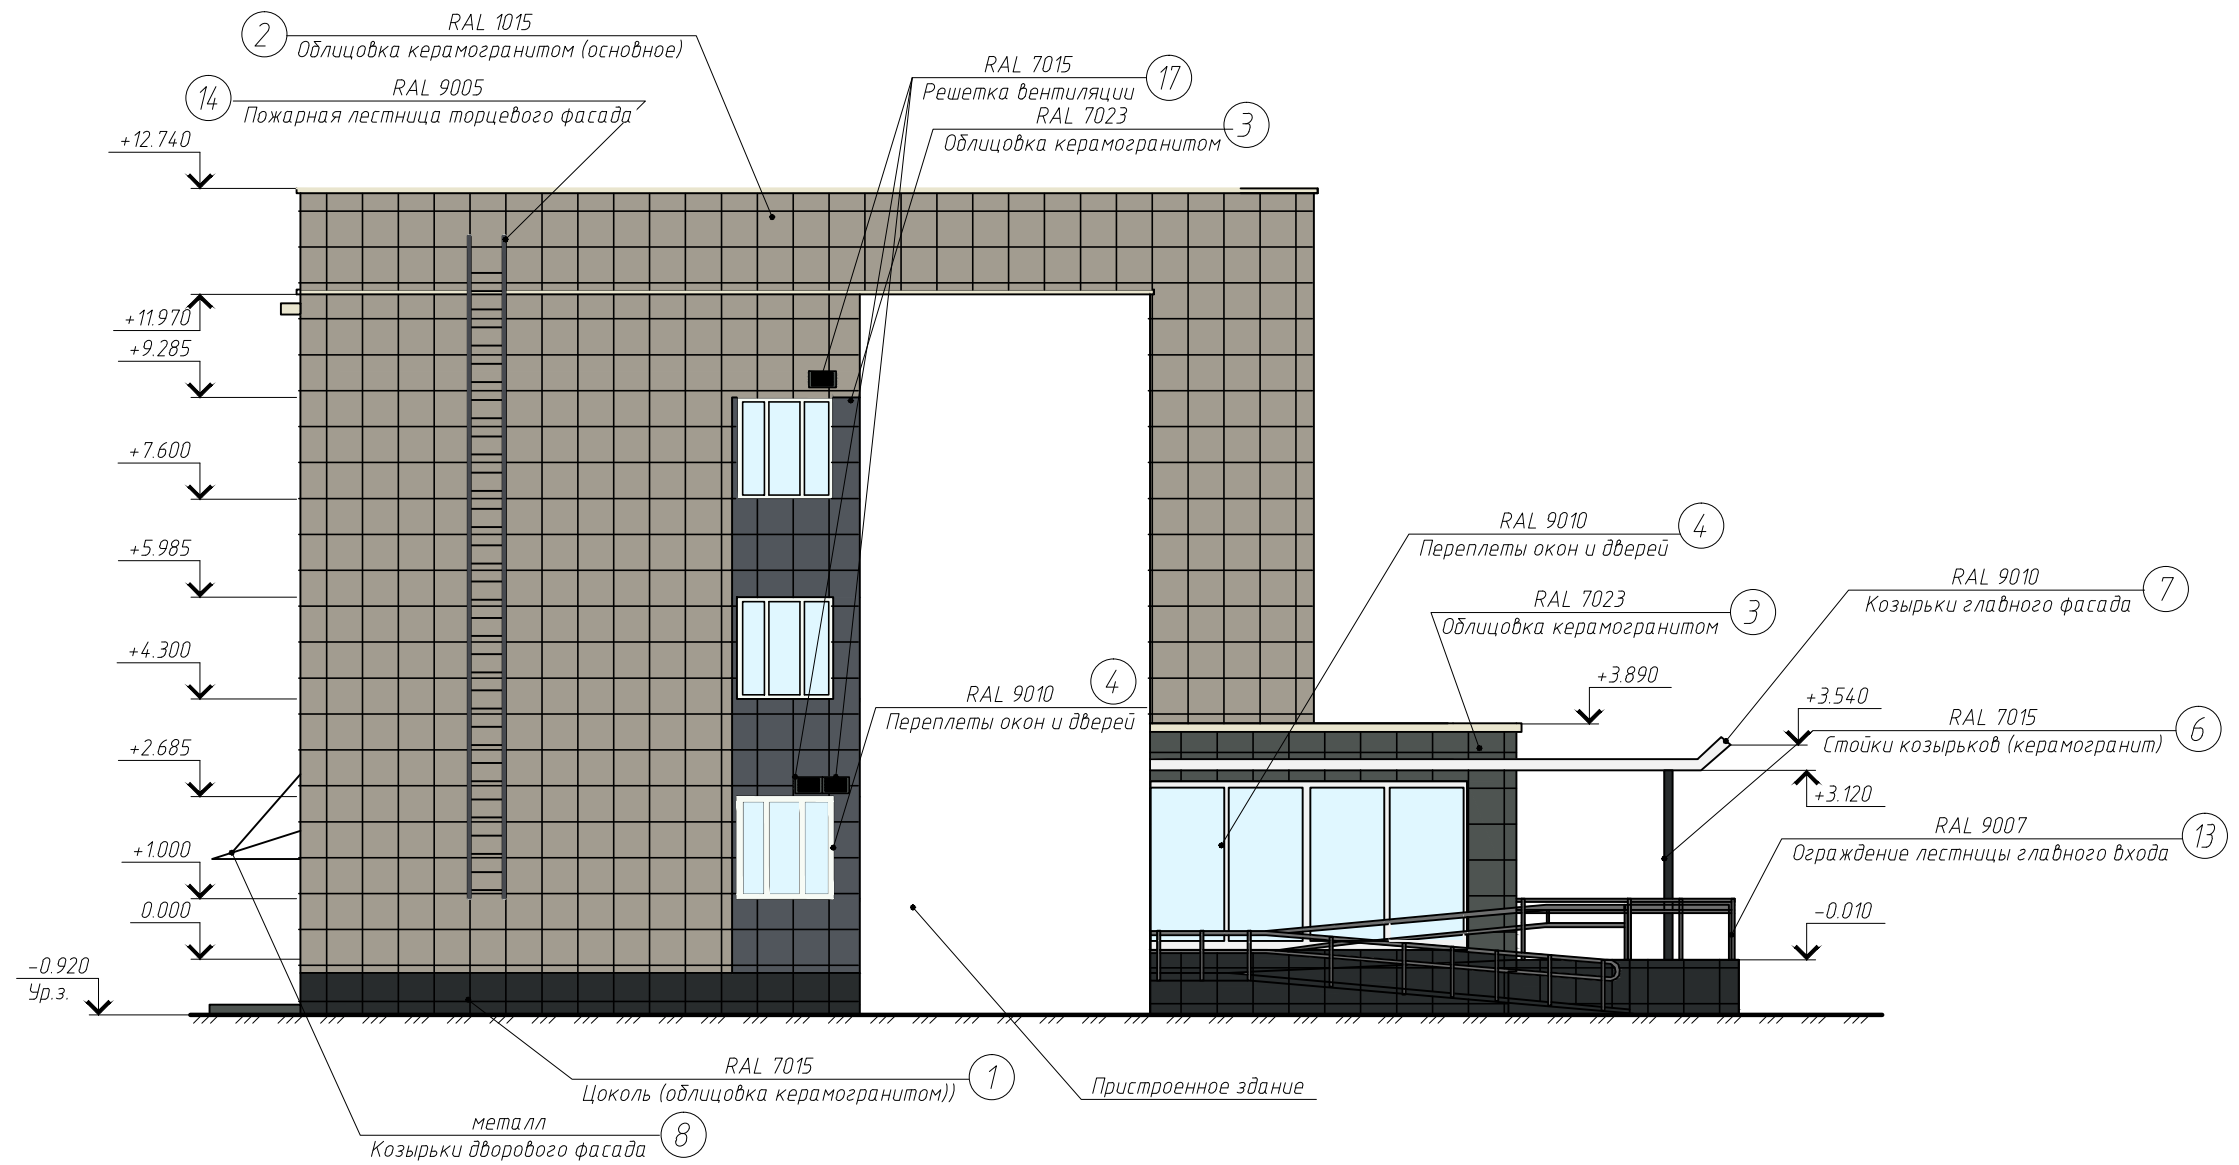 2
RAL 1015
Облицовка керамогранитом (основное)
14
RAL 9005
Пожарная лестница торцевого фасада
RAL 7015
17
Решетка вентиляции
RAL 7023
3
Облицовка керамогранитом
+12.740
+11.970
+9.285
+7.600
+5.985
+4.300
+2.685
+1.000
0.000
-0.920
Ур.з.
RAL 9010
4
Переплеты окон и дверей
RAL 9010
4
Переплеты окон и дверей
RAL 7023
3
Облицовка керамогранитом
RAL 9010
7
Козырьки главного фасада
+3.890
+3.540
RAL 7015
6
Стойки козырьков (керамогранит)
+3.120
RAL 9007
13
Ограждение лестницы главного входа
-0.010
RAL 7015
1
Цоколь (облицовка керамогранитом))
Пристроенное здание
металл
8
Козырьки дворового фасада